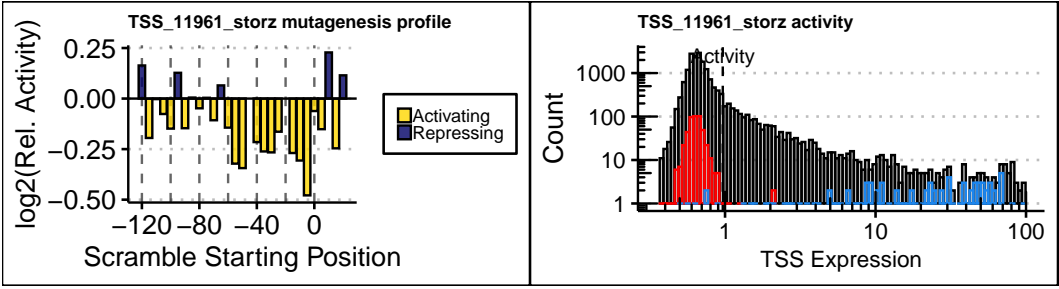 TSS_11961_storz mutagenesis profile
log2(Rel. Activity)
0.25
0.00
−0.25
−0.50
−120
−80
−40
0
Scramble Starting Position
Activating
Repressing
TSS_11961_storz activity
Activity
Count
1000
100
10
1
1
10
100
TSS Expression